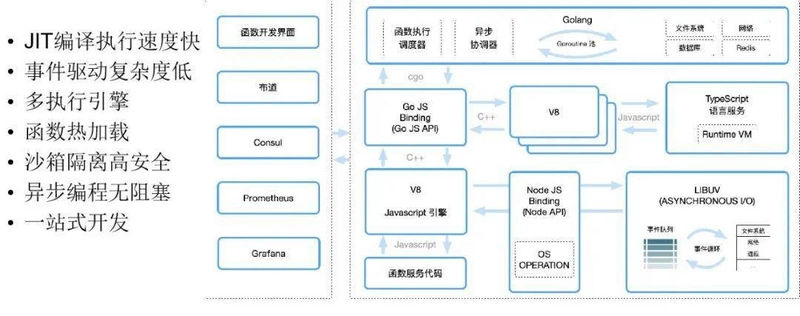 JIT编译执行速度快
事件驱动复杂度低
多执行引擎
函数热加载
沙箱隔离高安全
异步编程无阻塞
一站式开发
函数开发界面
布道
Consul
Prometheus
Grafana
Golang
函数执行
调度器
异步
协调器
Goroutine 池
文件系统
网络
数据库
Redis
cgo
Go JS
Binding
(Go JS API)
C++
V8
Javascript
TypeScript
语言服务
Runtime VM
C++
V8
Javascript 引擎
Node JS
Binding
(Node API)
OS
OPERATION
LIBUV
(ASYNCHRONOUS I/O)
事件队列
事件循环
文件系统
网络
进程
...
Javascript
函数服务代码